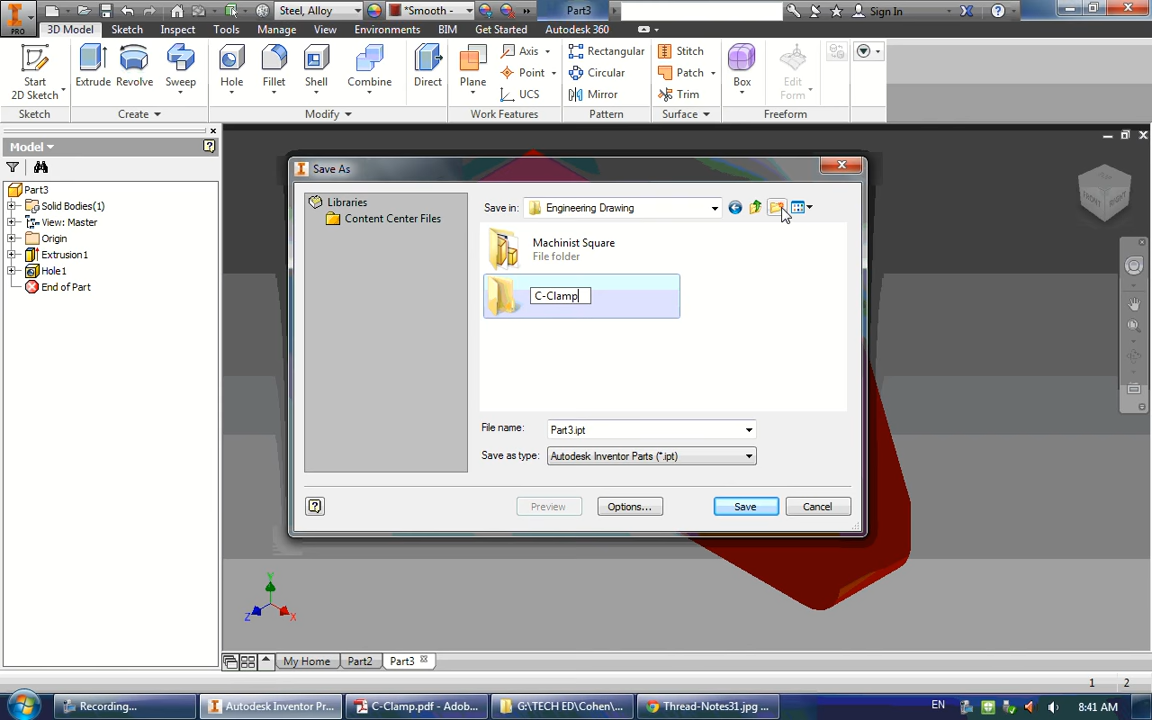 PRO
Steel, Alloy
*Smooth -
Part3
Sign In
3D Model
Sketch
Inspect
Tools
Manage
View
Environments
BIM
Get Started
Autodesk 360
Start
2D Sketch
Extrude
Revolve
Sweep
Hole
Fillet
Shell
Combine
Direct
Plane
Axis
Point
UCS
Rectangular
Circular
Mirror
Stitch
Patch
Trim
Box
Edit
Form
Sketch
Create
Modify
Work Features
Pattern
Surface
Freeform
Model
Part3
Solid Bodies(1)
View: Master
Origin
Extrusion1
Hole1
End of Part
Save As
Libraries
Content Center Files
Save in:
Engineering Drawing
Machinist Square
File folder
C-Clamp
File name:
Part3.ipt
Save as type:
Autodesk Inventor Parts (*.ipt)
Preview
Options...
Save
Cancel
FRONT
RIGHT
Y
Z
X
My Home
Part2
Part3
1
2
Recording...
Autodesk Inventor Pr...
C-Clamp.pdf - Adob...
G:\TECH ED\Cohen\...
Thread-Notes31.jpg ...
EN
8:41 AM